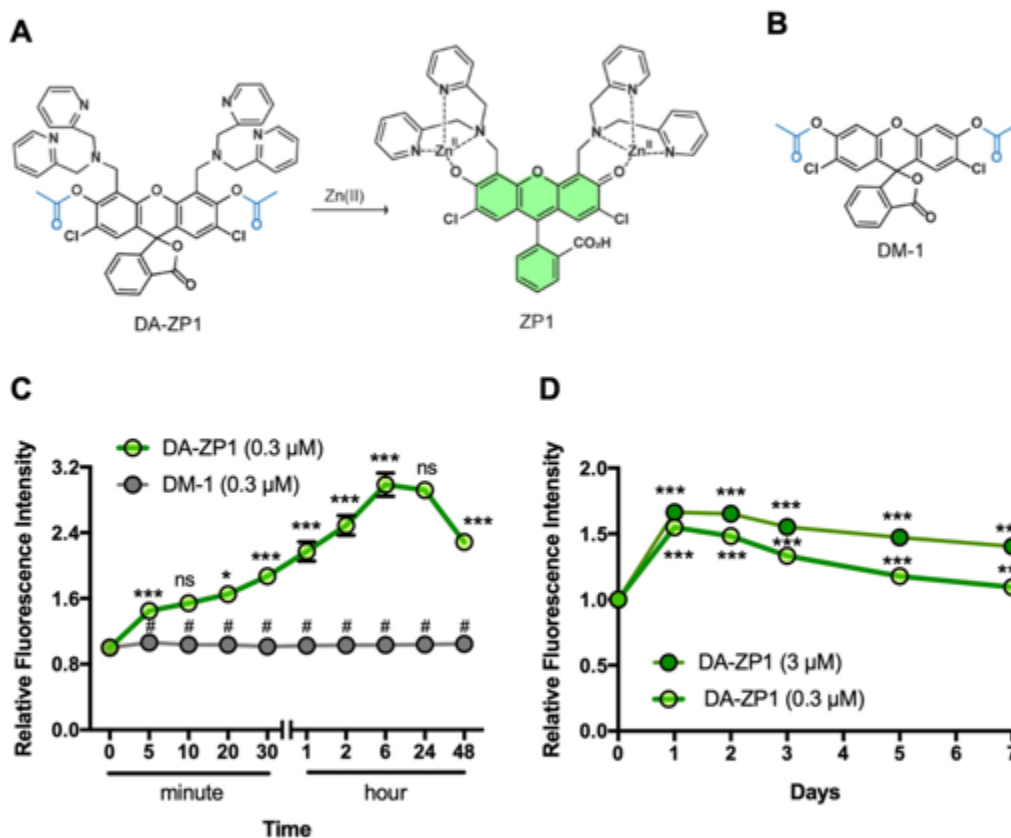 A
B
N
N
N
N
N
N
O
O
O
O
O
Cl
Cl
O
O
DA-ZP1
Zn(II)
N
N
N
N
N
N
Zn
II
Zn
II
O
O
O
Cl
Cl
CO₂H
ZP1
O
O
O
O
O
Cl
Cl
O
O
DM-1
C
DA-ZP1 (0.3 µM)
DM-1 (0.3 µM)
Relative Fluorescence Intensity
3.2
2.4
1.6
0.8
0.0
*** ns * *** *** *** *** ns ***
# # # # # # # # #
0 5 10 20 30 1 2 6 24 48
minute hour
Time
D
Relative Fluorescence Intensity
2.0
1.5
1.0
0.5
0.0
*** *** *** *** **
*** *** *** *** **
DA-ZP1 (3 µM)
DA-ZP1 (0.3 µM)
0 1 2 3 4 5 6 7
Days